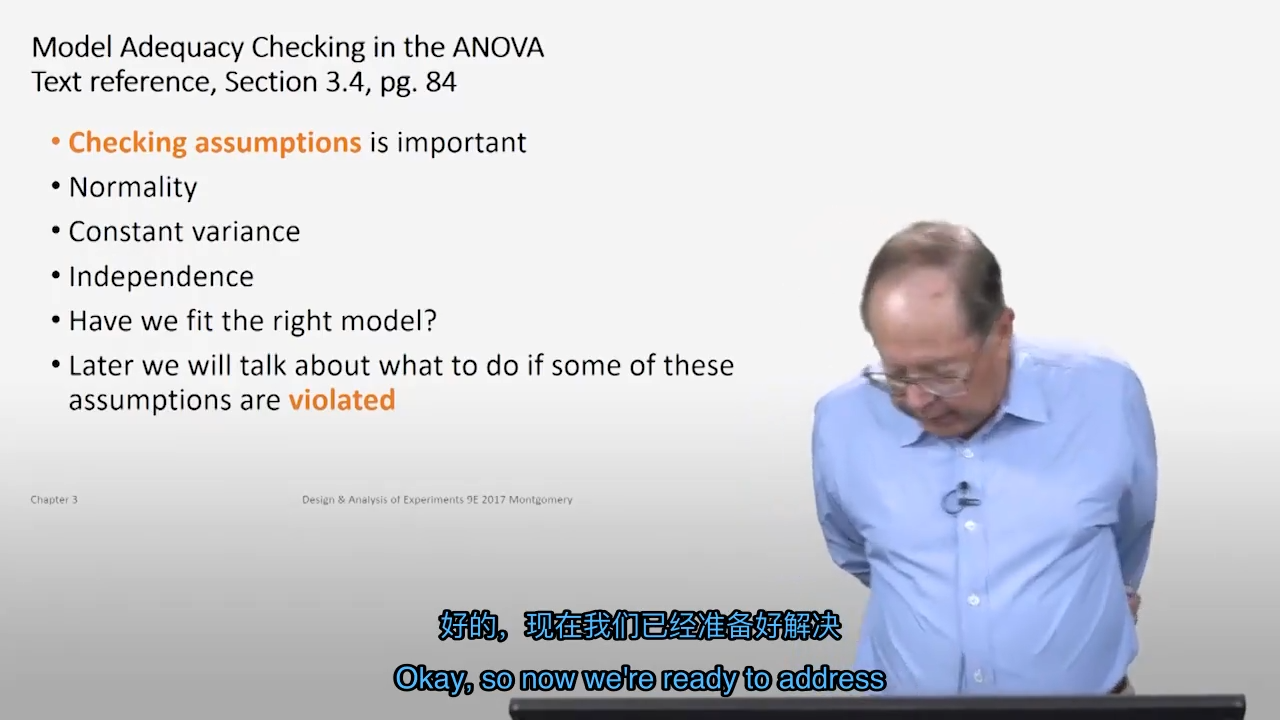 Model Adequacy Checking in the ANOVA
Text reference, Section 3.4, pg. 84
• Checking assumptions is important
• Normality
• Constant variance
• Independence
• Have we fit the right model?
• Later we will talk about what to do if some of these
assumptions are violated
Chapter 3
Design & Analysis of Experiments 9E 2017 Montgomery
好的，现在我们已经准备好解决
Okay, so now we're ready to address